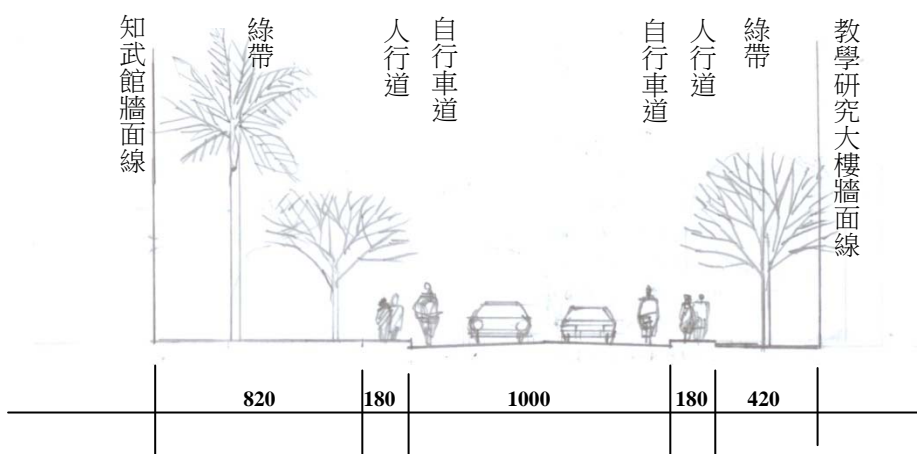 知武館牆面線
綠帶
人行道
自行車道
自行車道
人行道
綠帶
教學研究大樓牆面線
820
180
1000
180
420